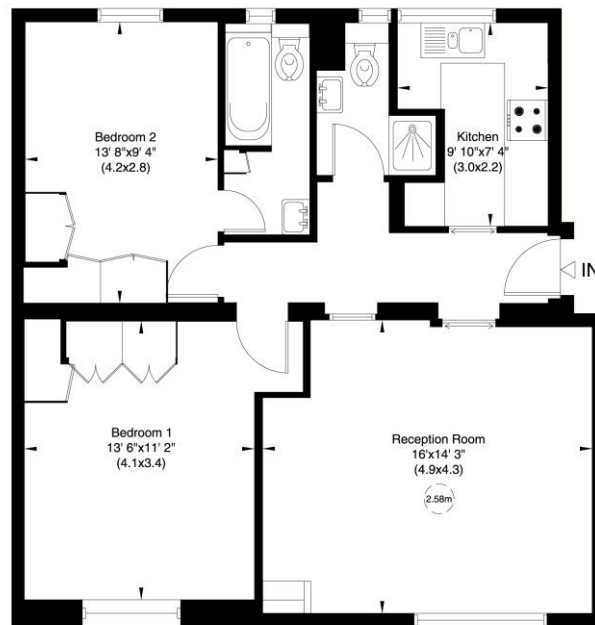 Bedroom 2
13' 8"x9' 4"
(4.2x2.8)
Kitchen
9' 10"x7' 4"
(3.0x2.2)
IN
Bedroom 1
13' 6"x11' 2"
(4.1x3.4)
Reception Room
16'x14' 3"
(4.9x4.3)
2.58m